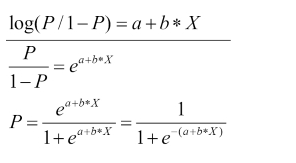 log(P/1-P) = a+b*X
P/1-P = e^{a+b*X}
P = e^{a+b*X}/1+e^{a+b*X} = 1/1+e^{-(a+b*X)}